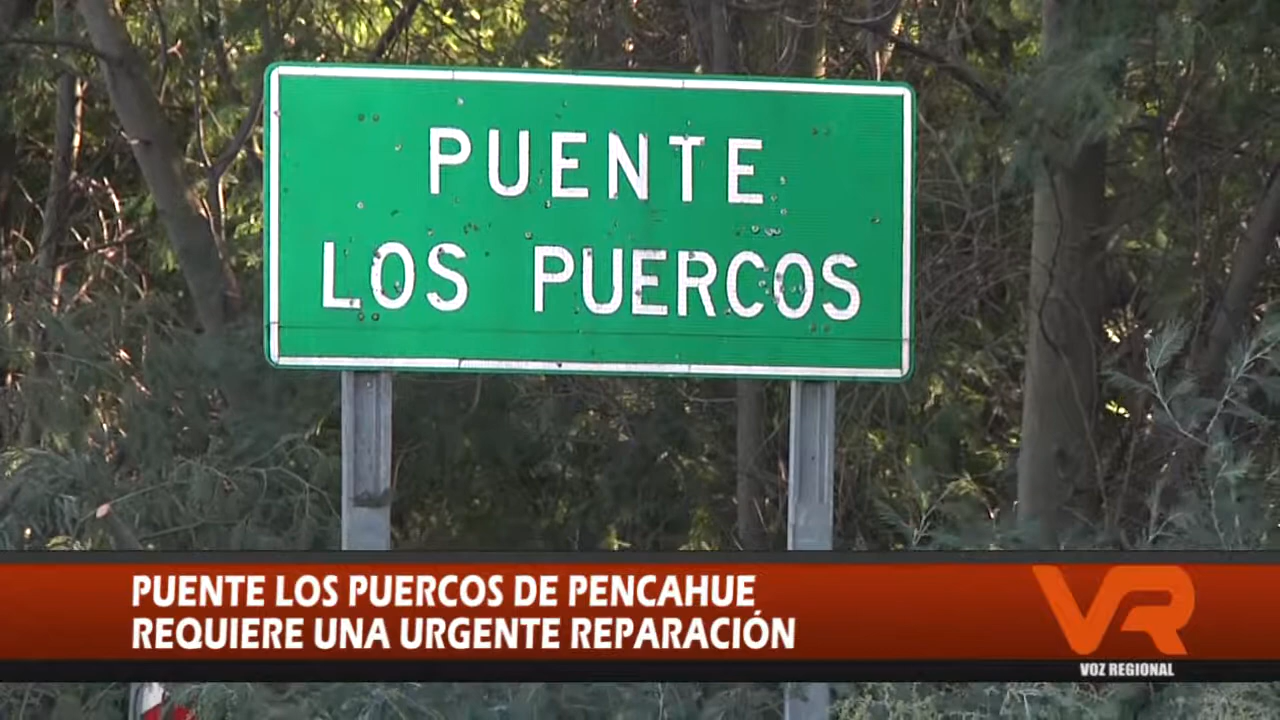 PUENTE
LOS PUERCOS
PUENTE LOS PUERCOS DE PENCAHUE
REQUIERE UNA URGENTE REPARACIÓN
VR
VOZ REGIONAL